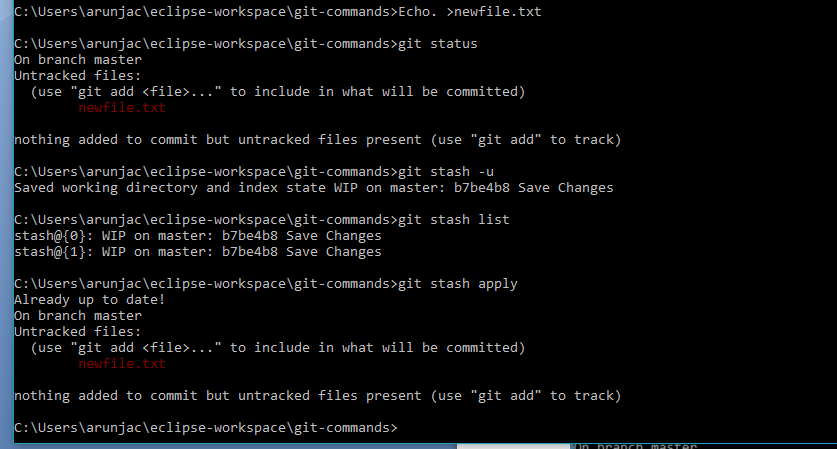 C:\Users\arunjac\eclipse-workspace\git-commands>Echo. >newfile.txt
C:\Users\arunjac\eclipse-workspace\git-commands>git status
On branch master
Untracked files:
  (use "git add <file>..." to include in what will be committed)
        newfile.txt
nothing added to commit but untracked files present (use "git add" to track)
C:\Users\arunjac\eclipse-workspace\git-commands>git stash -u
Saved working directory and index state WIP on master: b7be4b8 Save Changes
C:\Users\arunjac\eclipse-workspace\git-commands>git stash list
stash@{0}: WIP on master: b7be4b8 Save Changes
stash@{1}: WIP on master: b7be4b8 Save Changes
C:\Users\arunjac\eclipse-workspace\git-commands>git stash apply
Already up to date!
On branch master
Untracked files:
  (use "git add <file>..." to include in what will be committed)
        newfile.txt
nothing added to commit but untracked files present (use "git add" to track)
C:\Users\arunjac\eclipse-workspace\git-commands>
On branch master